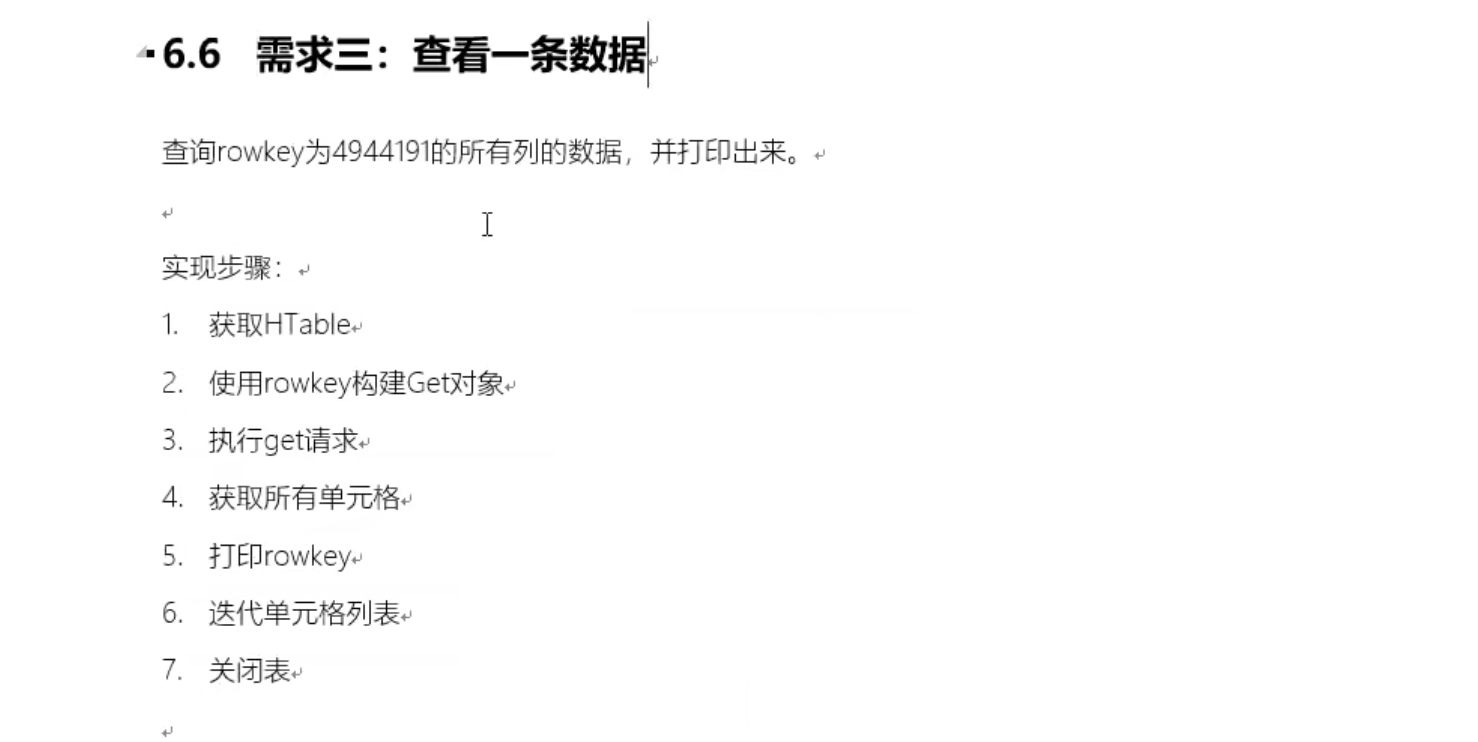 6.6 需求三：查看一条数据
查询rowkey为4944191的所有列的数据，并打印出来。
实现步骤：
1. 获取HTable
2. 使用rowkey构建Get对象
3. 执行get请求
4. 获取所有单元格
5. 打印rowkey
6. 迭代单元格列表
7. 关闭表